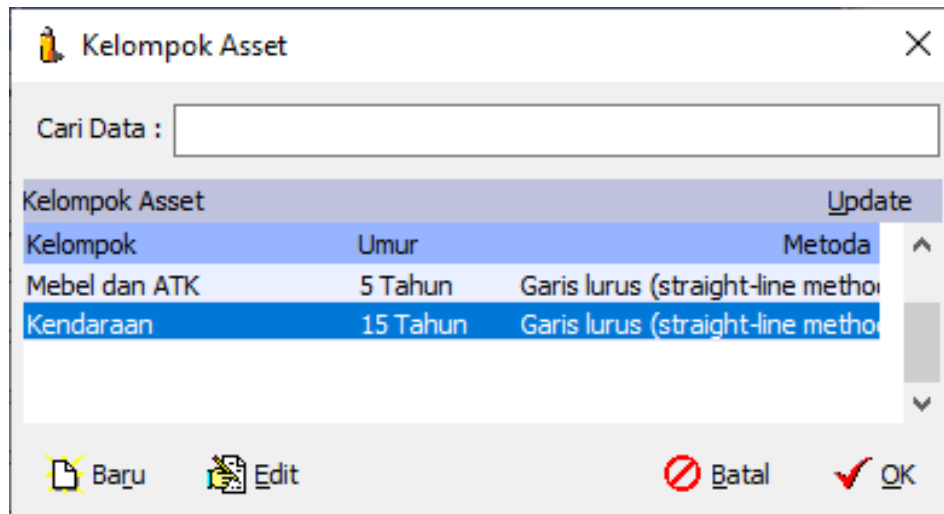 Kelompok Asset
Cari Data :
Kelompok Asset Update
Kelompok Umur Metoda
Mebel dan ATK 5 Tahun Garis lurus (straight-line metho
Kendaraan 15 Tahun Garis lurus (straight-line metho
Baru Edit Batal OK